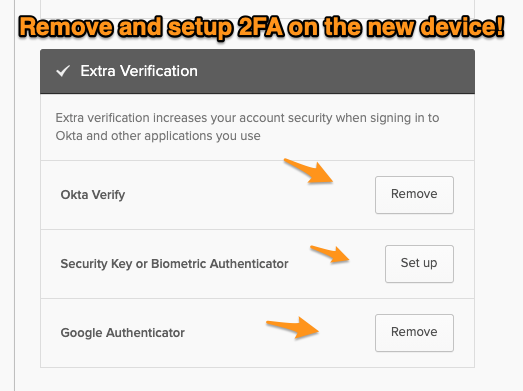 Remove and setup 2FA on the new device!
Extra Verification
Extra verification increases your account security when signing in to
Okta and other applications you use
Okta Verify
Remove
Security Key or Biometric Authenticator
Set up
Google Authenticator
Remove